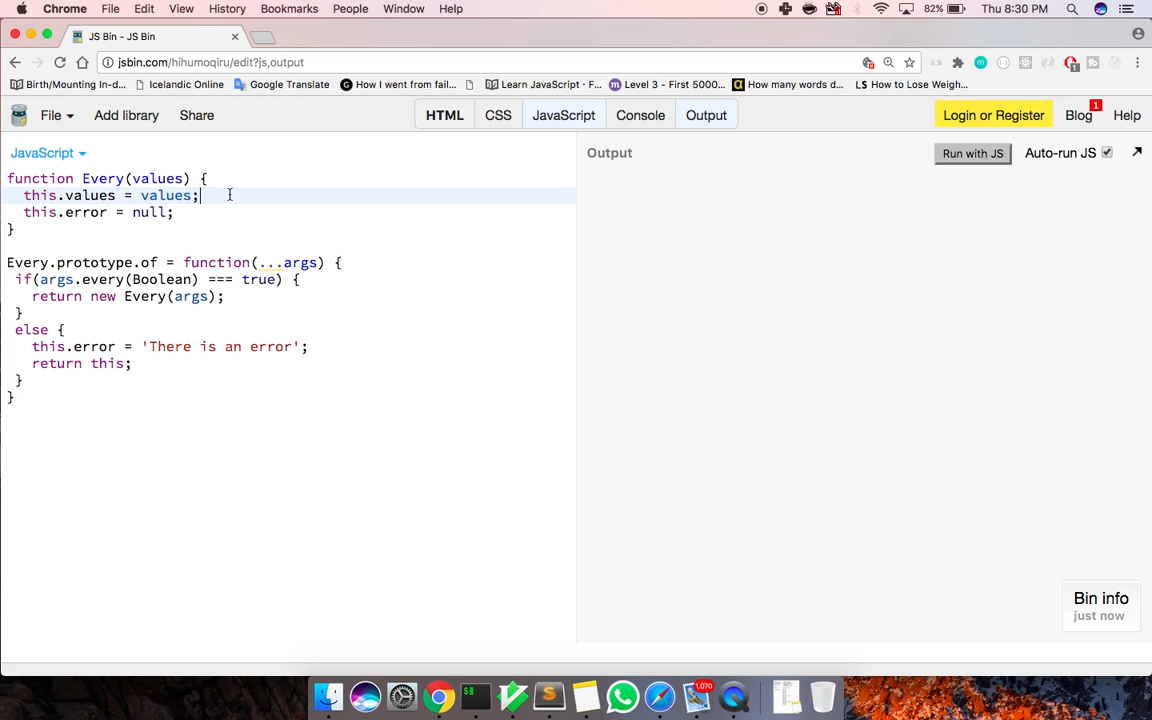 Chrome File Edit View History Bookmarks People Window Help 82% Thu 8:30 PM
JS Bin - JS Bin
jsbin.com/hihumoqiru/edit?js,output
Birth/Mounting In-d... Icelandic Online Google Translate How I went from fail... Learn JavaScript · F... Level 3 - First 5000... How many words d... LS How to Lose Weigh...
File Add library Share HTML CSS JavaScript Console Output Login or Register Blog 1 Help
JavaScript Output Run with JS Auto-run JS
function Every(values) {
this.values = values;
this.error = null;
}
Every.prototype.of = function(...args) {
if(args.every(Boolean) === true) {
return new Every(args);
}
else {
this.error = 'There is an error';
return this;
}
}
Bin info
just now
1,070